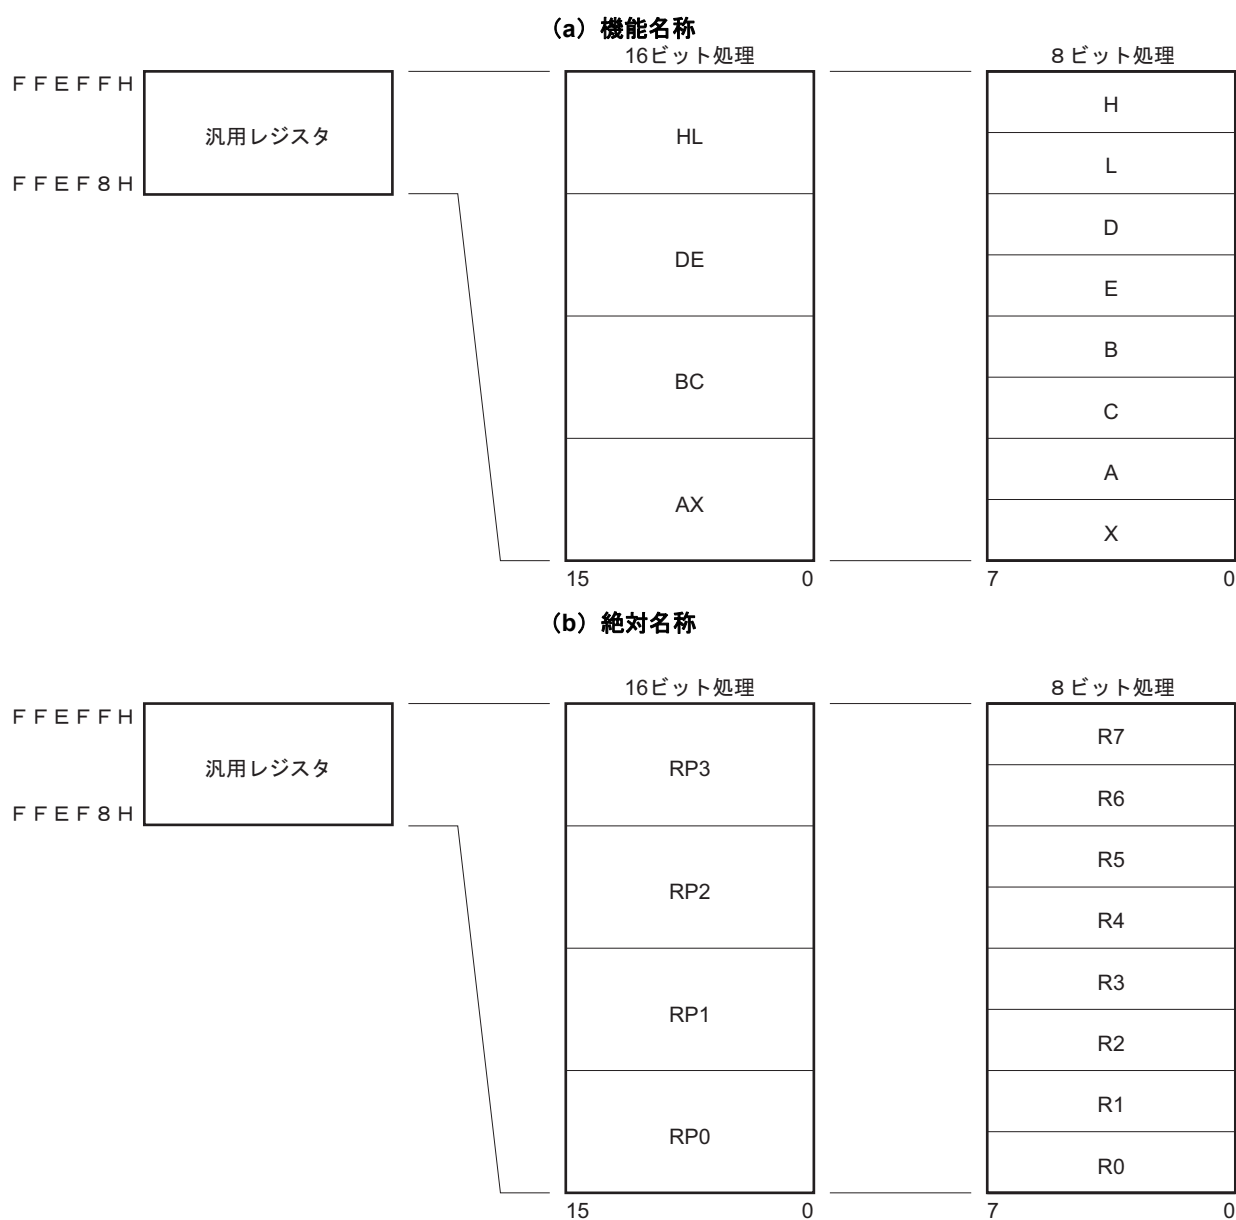 （a）機能名称
16ビット処理
８ビット処理
ＦＦＥＦＦＨ
汎用レジスタ
ＦＦＥＦ８Ｈ
HL
DE
BC
AX
15 0
H
L
D
E
B
C
A
X
7 0
（b）絶対名称
16ビット処理
８ビット処理
ＦＦＥＦＦＨ
汎用レジスタ
ＦＦＥＦ８Ｈ
RP3
RP2
RP1
RP0
15 0
R7
R6
R5
R4
R3
R2
R1
R0
7 0